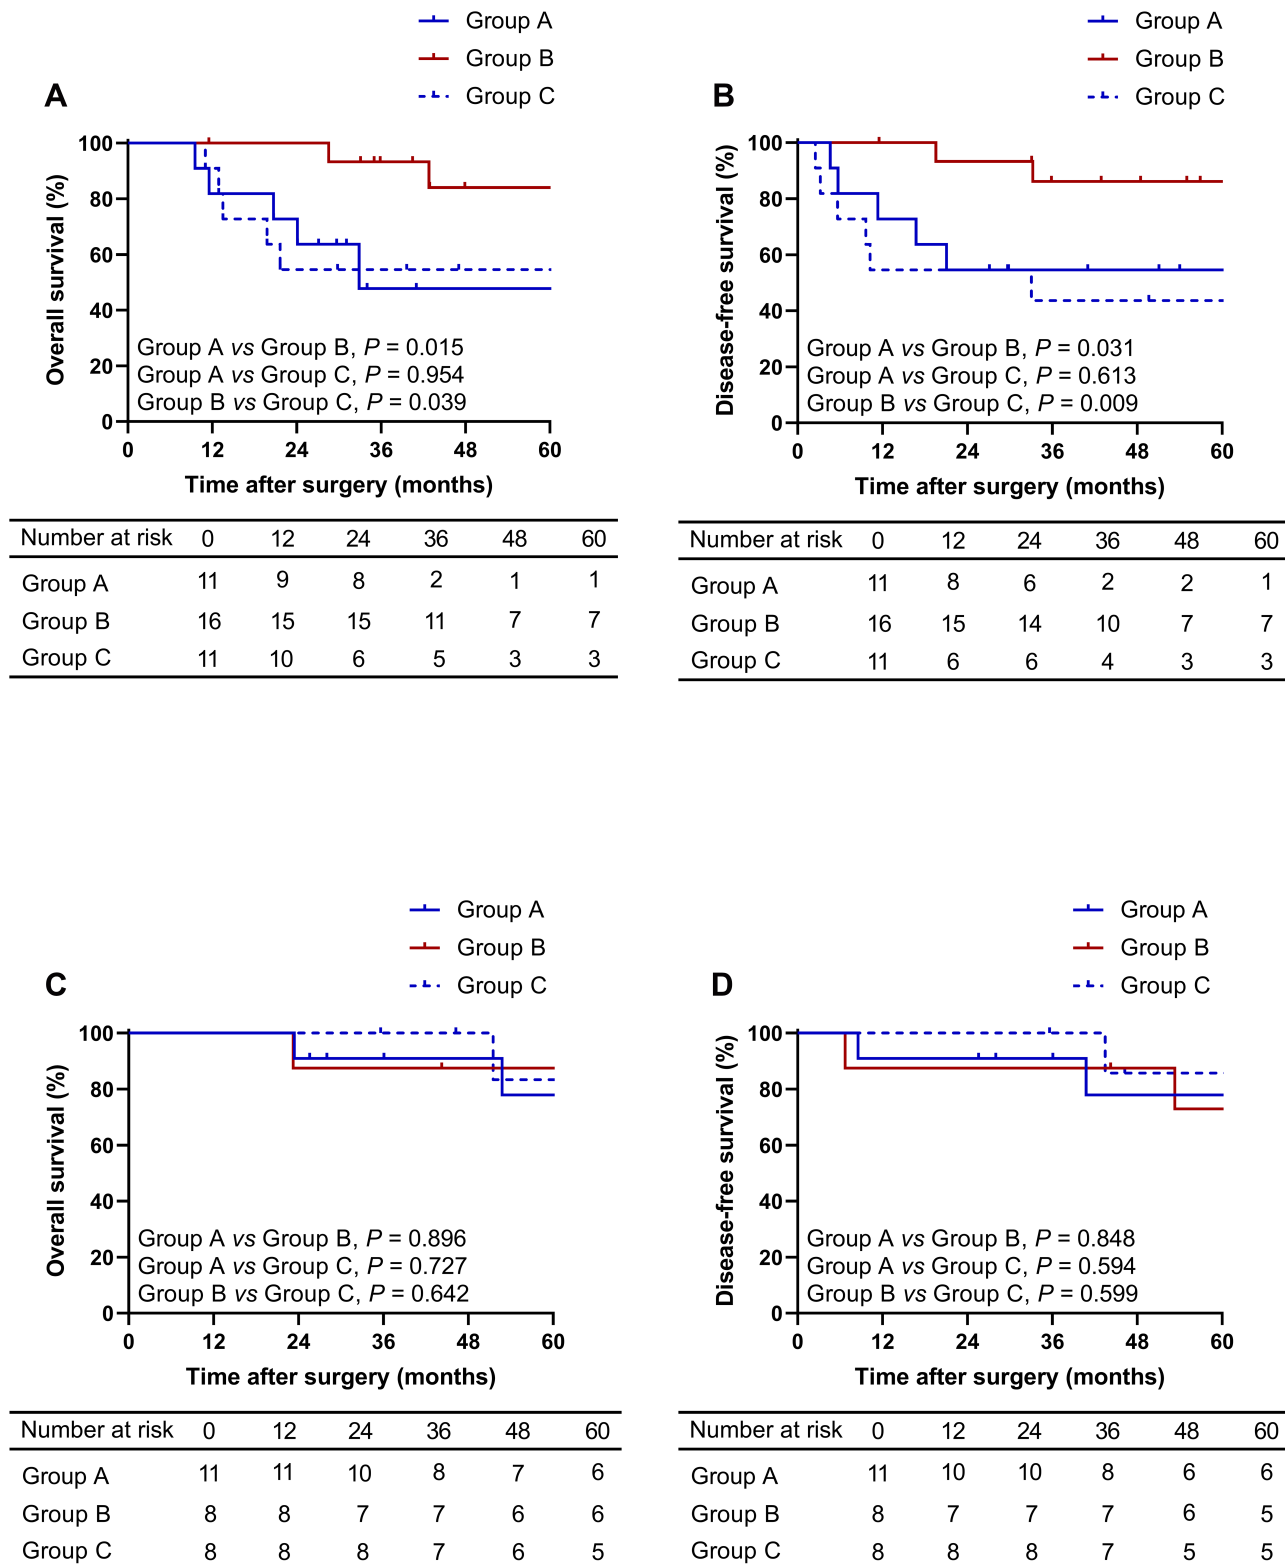 Group A
Group B
Group C
A
Overall survival (%)
100
80
60
40
20
0
Group A vs Group B, P = 0.015
Group A vs Group C, P = 0.954
Group B vs Group C, P = 0.039
0 12 24 36 48 60
Time after surgery (months)
Number at risk 0 12 24 36 48 60
Group A 11 9 8 2 1 1
Group B 16 15 15 11 7 7
Group C 11 10 6 5 3 3
Group A
Group B
Group C
B
Disease-free survival (%)
100
80
60
40
20
0
Group A vs Group B, P = 0.031
Group A vs Group C, P = 0.613
Group B vs Group C, P = 0.009
0 12 24 36 48 60
Time after surgery (months)
Number at risk 0 12 24 36 48 60
Group A 11 8 6 2 2 1
Group B 16 15 14 10 7 7
Group C 11 6 6 4 3 3
Group A
Group B
Group C
C
Overall survival (%)
100
80
60
40
20
0
Group A vs Group B, P = 0.896
Group A vs Group C, P = 0.727
Group B vs Group C, P = 0.642
0 12 24 36 48 60
Time after surgery (months)
Number at risk 0 12 24 36 48 60
Group A 11 11 10 8 7 6
Group B 8 8 7 7 6 6
Group C 8 8 8 7 6 5
Group A
Group B
Group C
D
Disease-free survival (%)
100
80
60
40
20
0
Group A vs Group B, P = 0.848
Group A vs Group C, P = 0.594
Group B vs Group C, P = 0.599
0 12 24 36 48 60
Time after surgery (months)
Number at risk 0 12 24 36 48 60
Group A 11 10 10 8 6 6
Group B 8 7 7 7 6 5
Group C 8 8 8 7 5 5